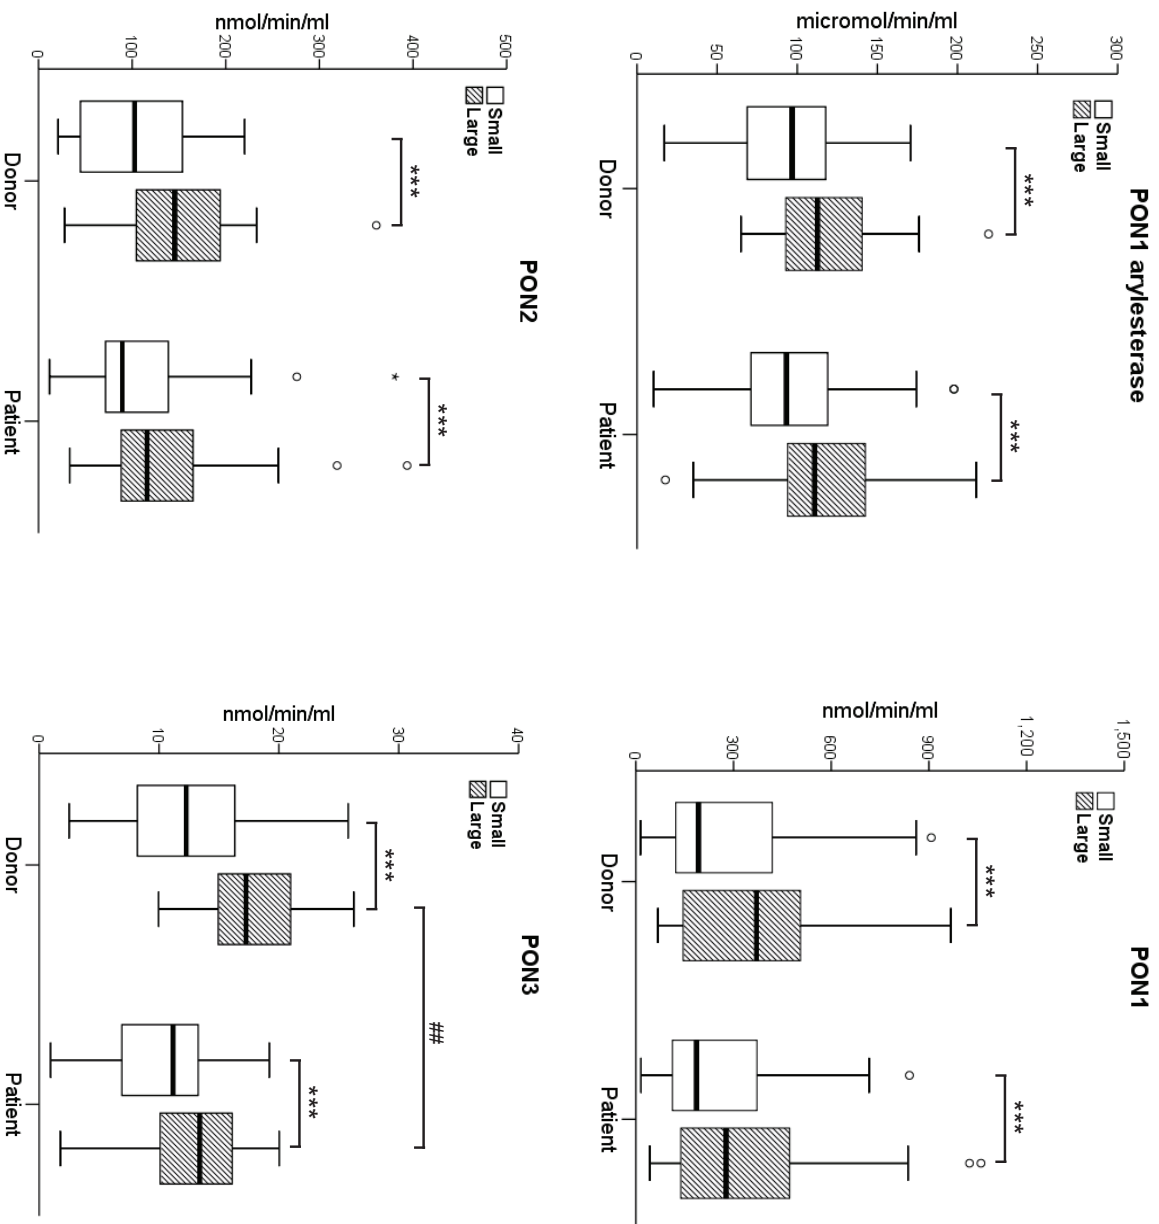 PON1 arylesterase
micromol/min/ml
300
250
200
150
100
50
0
Small
Large
***
***
Donor
Patient
PON1
nmol/min/ml
1,500
1,200
900
600
300
0
Small
Large
***
***
Donor
Patient
PON2
nmol/min/ml
500
400
300
200
100
0
Small
Large
***
***
*
Donor
Patient
PON3
nmol/min/ml
40
30
20
10
0
Small
Large
***
##
***
Donor
Patient